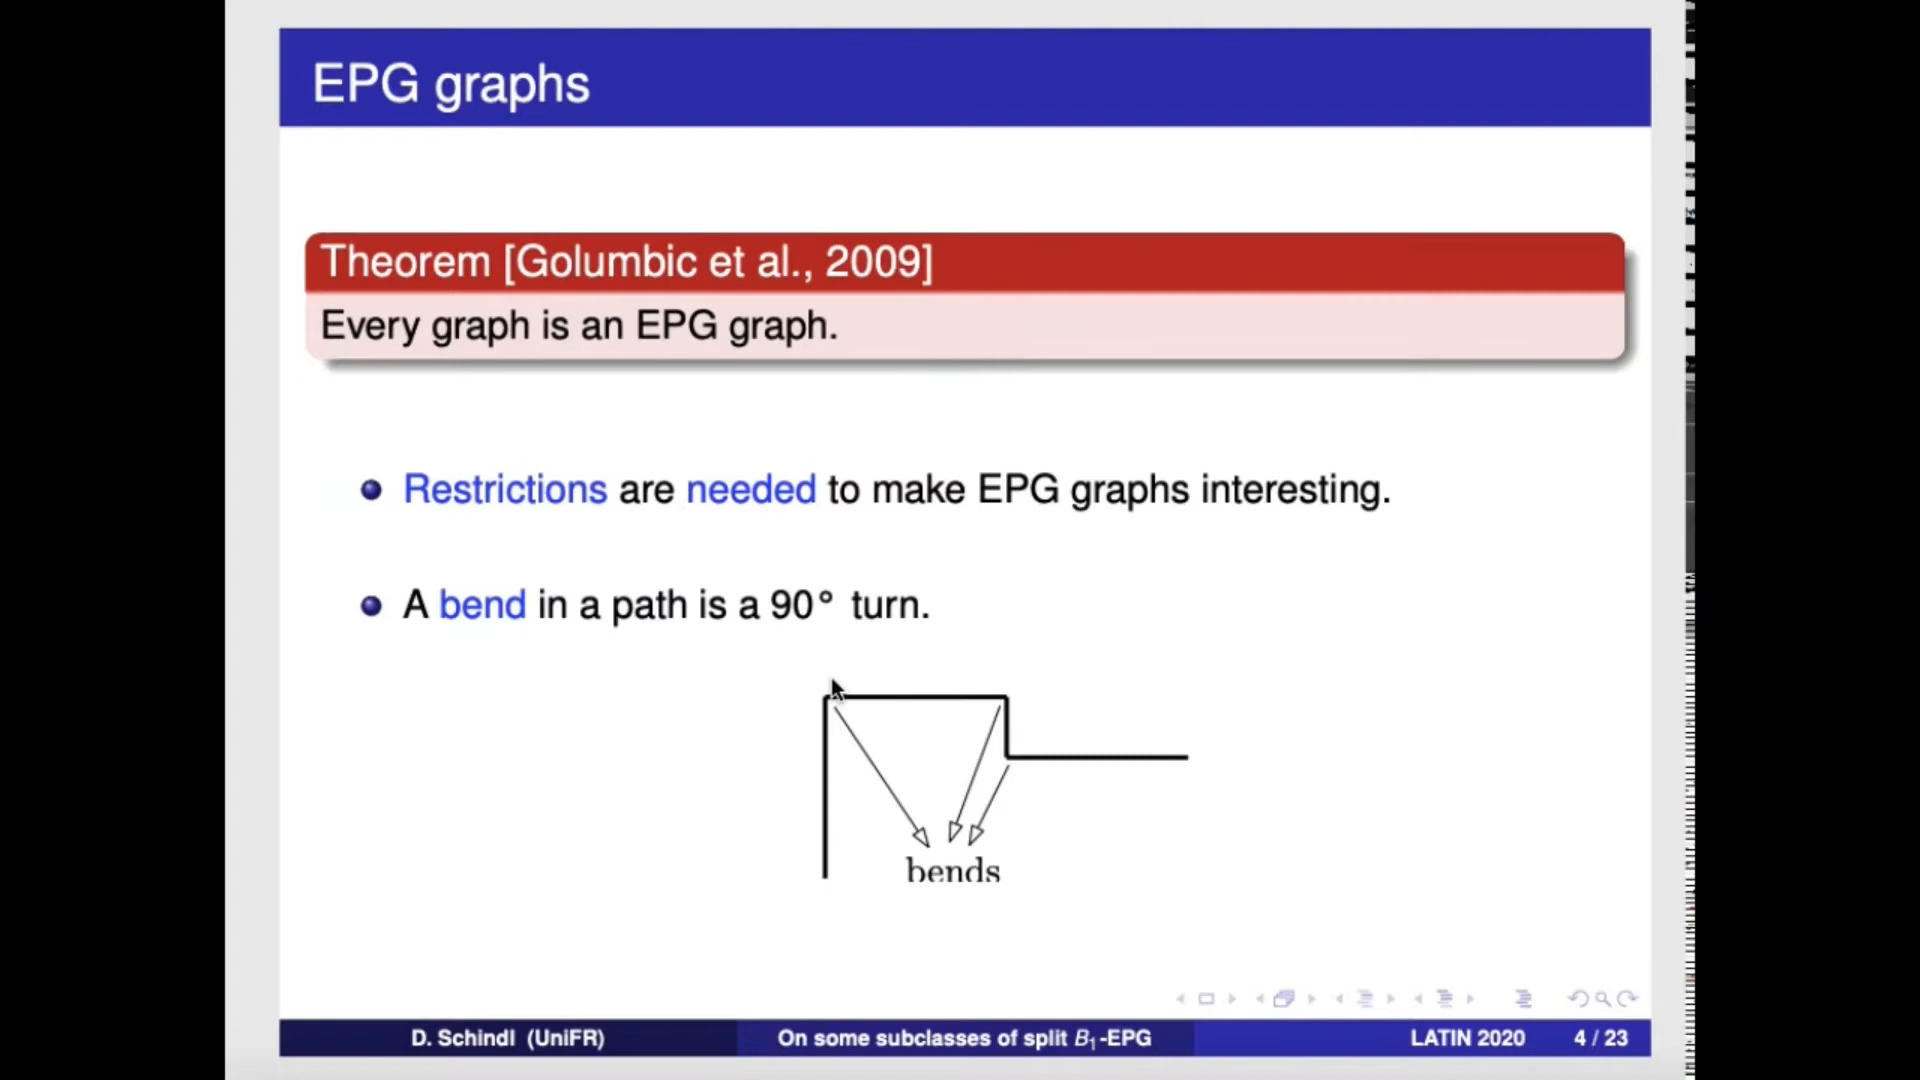 EPG graphs
Theorem [Golumbic et al., 2009]
Every graph is an EPG graph.
Restrictions are needed to make EPG graphs interesting.
A bend in a path is a 90° turn.
bends
D. Schindl (UniFR) On some subclasses of split B₁-EPG LATIN 2020 4 / 23